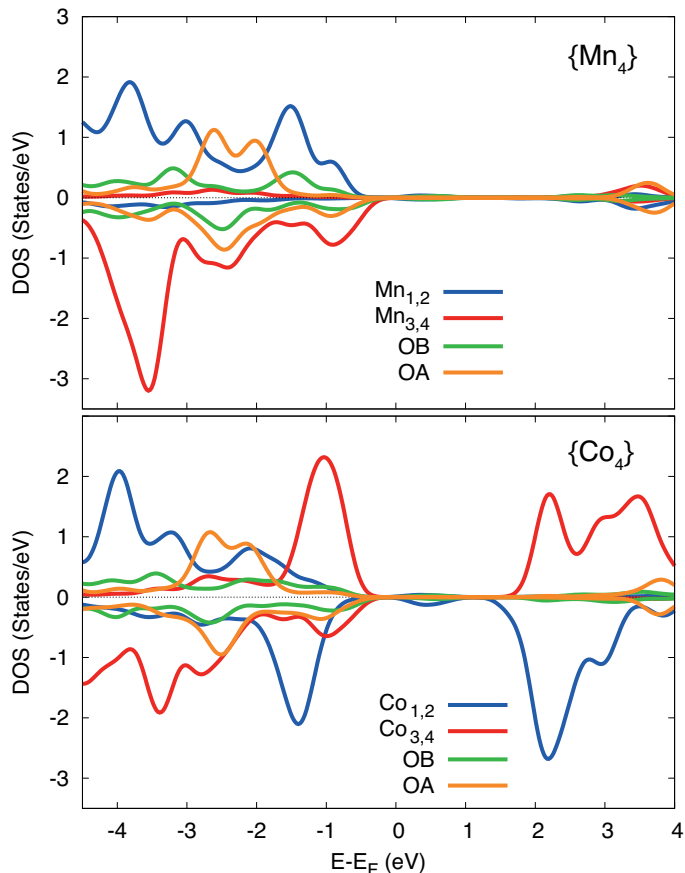 3
{Mn4}
2
1
0
-1
-2
-3
DOS (States/eV)
Mn1,2
Mn3,4
OB
OA
{Co4}
2
1
0
-1
-2
-3
DOS (States/eV)
Co1,2
Co3,4
OB
OA
-4 -3 -2 -1 0 1 2 3 4
E-EF (eV)